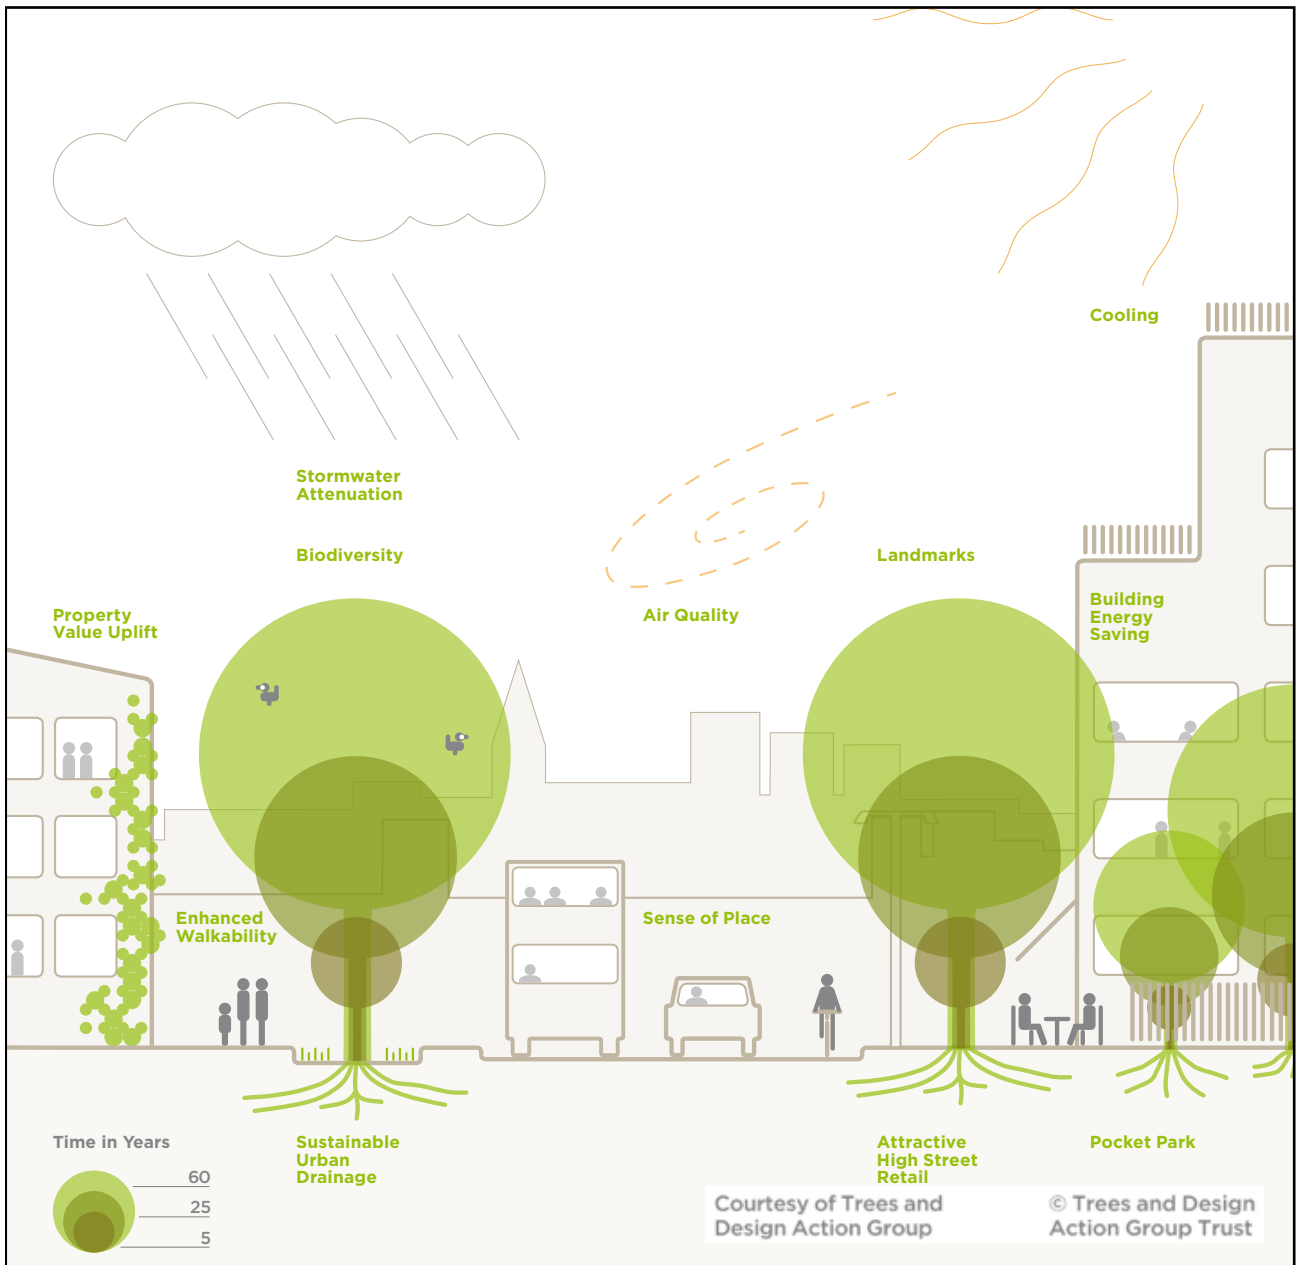 Cooling
Stormwater
Attenuation
Biodiversity
Landmarks
Property
Value Uplift
Air Quality
Building
Energy
Saving
Enhanced
Walkability
Sense of Place
Time in Years
60
25
5
Sustainable
Urban
Drainage
Attractive
High Street
Retail
Pocket Park
Courtesy of Trees and
Design Action Group
© Trees and Design
Action Group Trust